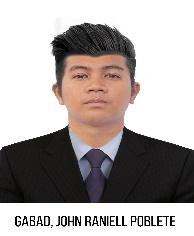 GABAD, JOHN RANIELL POBLETE